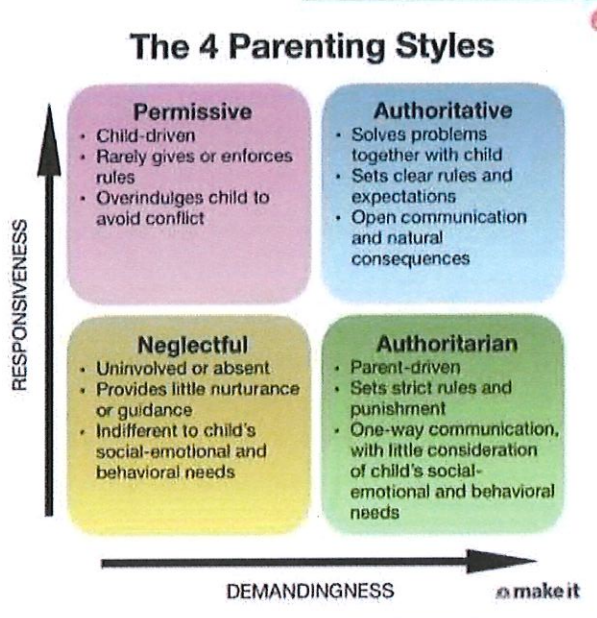 The 4 Parenting Styles
RESPONSIVENESS
Permissive
• Child-driven
• Rarely gives or enforces
rules
• Overindulges child to
avoid conflict
Authoritative
• Solves problems
together with child
• Sets clear rules and
expectations
• Open communication
and natural
consequences
Neglectful
• Uninvolved or absent
• Provides little nurturance
or guidance
• Indifferent to child's
social-emotional and
behavioral needs
Authoritarian
• Parent-driven
• Sets strict rules and
punishment
• One-way communication,
with little consideration
of child's social-
emotional and behavioral
needs
DEMANDINGNESS
make it